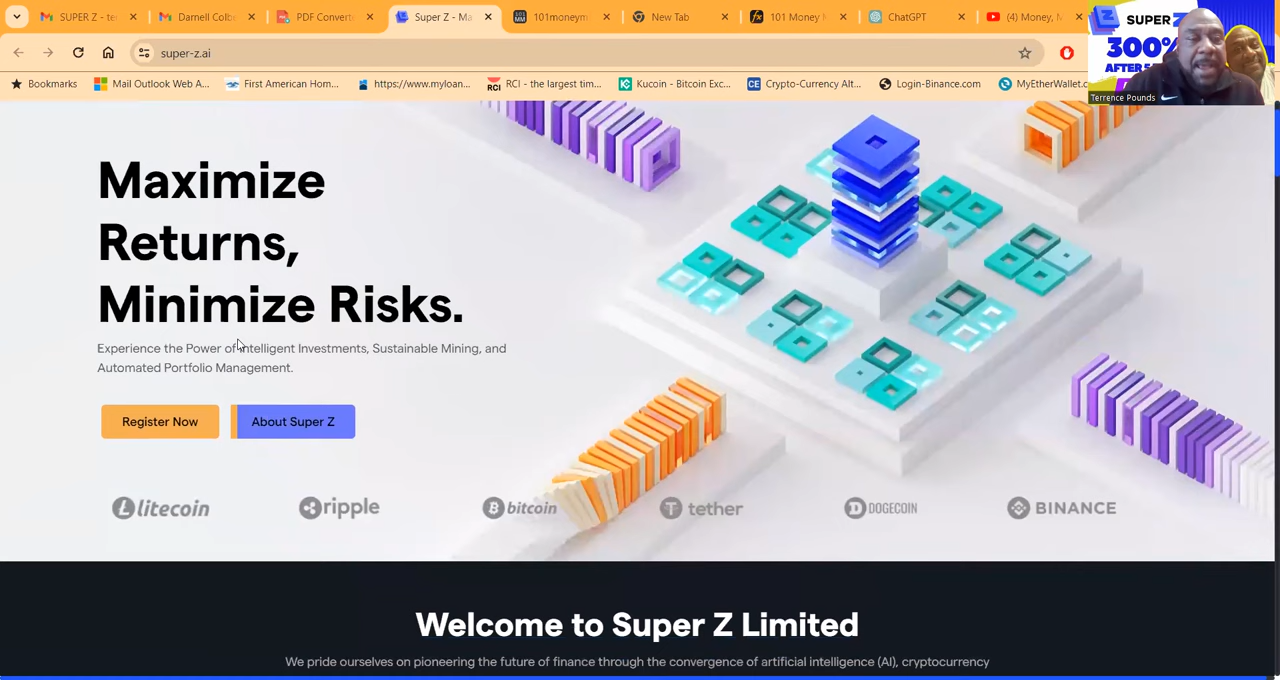 SUPER Z - te
Darnell Colb
PDF Convert
Super Z - Ma
101moneym
New Tab
101 Money
ChatGPT
(4) Money,
super-z.ai
Bookmarks
Mail Outlook Web A...
First American Hom...
https://www.myloan...
RCI - the largest tim...
Kucoin - Bitcoin Exc...
Crypto-Currency Alt...
Login-Binance.com
MyEtherWallet.c
SUPER Z
300%
AFTER
Terrence Pounds
Maximize
Returns,
Minimize Risks.
Experience the Power of Intelligent Investments, Sustainable Mining, and
Automated Portfolio Management.
Register Now
About Super Z
litecoin
ripple
bitcoin
tether
DOGECOIN
BINANCE
Welcome to Super Z Limited
We pride ourselves on pioneering the future of finance through the convergence of artificial intelligence (AI), cryptocurrency